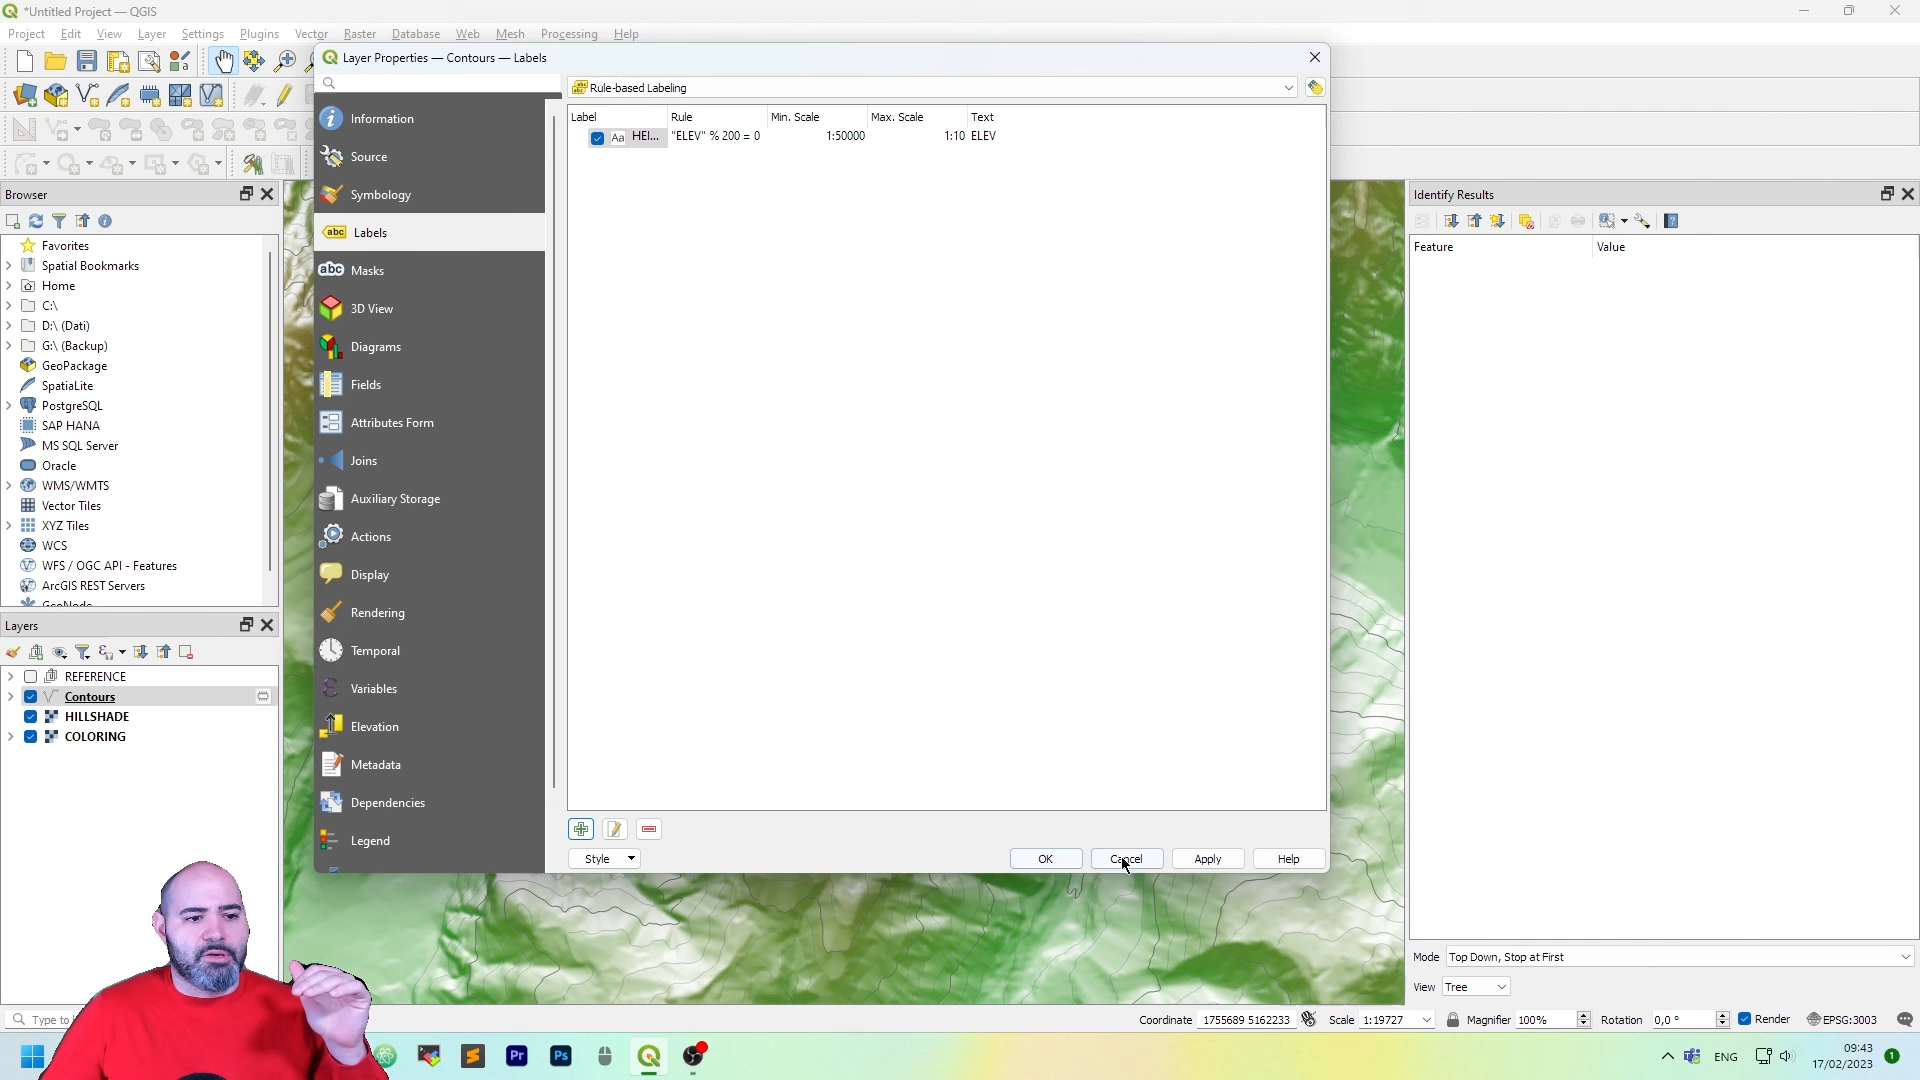 *Untitled Project — QGIS
Project Edit View Layer Settings Plugins Vector Raster Database Web Mesh Processing Help
Layer Properties — Contours — Labels
Rule-based Labeling
Information
Source
Symbology
Labels
Masks
3D View
Diagrams
Fields
Attributes Form
Joins
Auxiliary Storage
Actions
Display
Rendering
Temporal
Variables
Elevation
Metadata
Dependencies
Legend
Label Rule Min. Scale Max. Scale Text
Aa HEI... "ELEV" % 200 = 0 1:50000 1:10 ELEV
Style OK Cancel Apply Help
Browser
Favorites
Spatial Bookmarks
Home
C:\
D:\ (Dati)
G:\ (Backup)
GeoPackage
SpatiaLite
PostgreSQL
SAP HANA
MS SQL Server
Oracle
WMS/WMTS
Vector Tiles
XYZ Tiles
WCS
WFS / OGC API - Features
ArcGIS REST Servers
GeoNode
Layers
REFERENCE
Contours
HILLSHADE
COLORING
Identify Results
Feature Value
Mode Top Down, Stop at First
View Tree
Type to
Coordinate 1755689 5162233 Scale 1:19727 Magnifier 100% Rotation 0,0 ° Render EPSG:3003
Pr Ps
ENG
09:43
17/02/2023
1